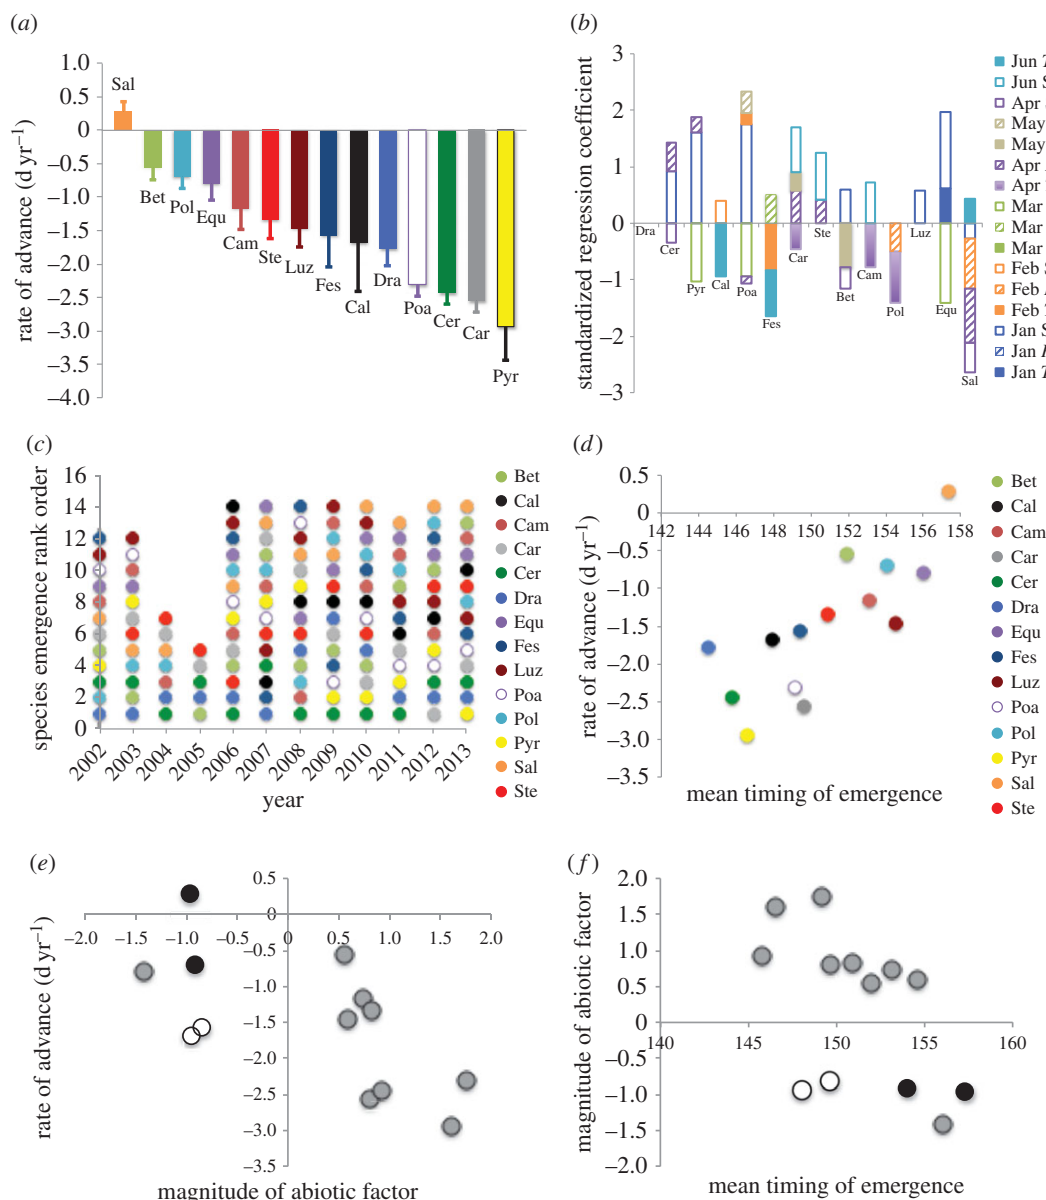 (a)
rate of advance (d yr⁻¹)
1.0
0.5
0
−0.5
−1.0
−1.5
−2.0
−2.5
−3.0
−3.5
−4.0
Sal
Bet
Pol
Equ
Cam
Ste
Luz
Fes
Cal
Dra
Poa
Cer
Car
Pyr
(b)
standardized regression coefficient
3
2
1
0
−1
−2
−3
Dra
Cer
Pyr
Cal
Poa
Fes
Car
Ste
Bet
Cam
Pol
Luz
Equ
Sal
Jun
Jun
Apr
May
May
Apr
Apr
Mar
Mar
Mar
Feb
Feb
Feb
Jan
Jan
Jan
(c)
species emergence rank order
16
14
12
10
8
6
4
2
0
2002
2003
2004
2005
2006
2007
2008
2009
2010
2011
2012
2013
year
Bet
Cal
Cam
Car
Cer
Dra
Equ
Fes
Luz
Poa
Pol
Pyr
Sal
Ste
(d)
rate of advance (d yr⁻¹)
0.5
0
−0.5
−1.0
−1.5
−2.0
−2.5
−3.0
−3.5
142
144
146
148
150
152
154
156
158
mean timing of emergence
Bet
Cal
Cam
Car
Cer
Dra
Equ
Fes
Luz
Poa
Pol
Pyr
Sal
Ste
(e)
rate of advance (d yr⁻¹)
0.5
0
−0.5
−1.0
−1.5
−2.0
−2.5
−3.0
−3.5
−2.0
−1.5
−1.0
−0.5
0
0.5
1.0
1.5
2.0
magnitude of abiotic factor
(f)
magnitude of abiotic factor
2.0
1.5
1.0
0.5
0
−0.5
−1.0
−1.5
−2.0
140
145
150
155
160
mean timing of emergence